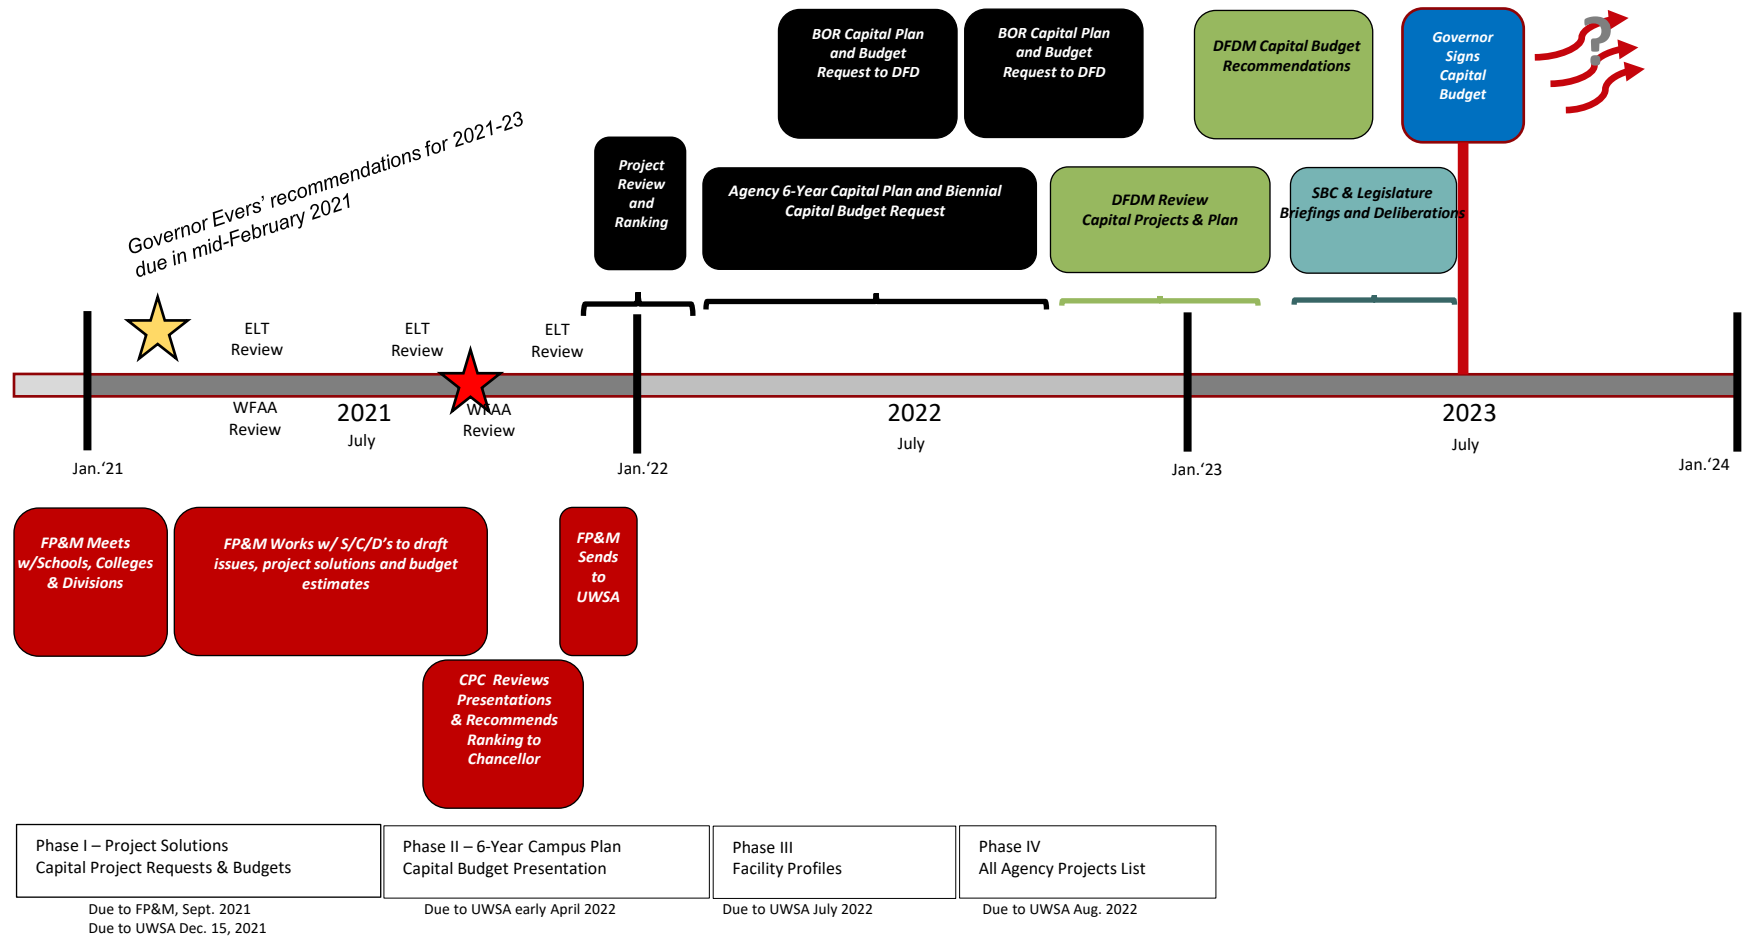 BOR Capital Plan
and Budget
Request to DFD
BOR Capital Plan
and Budget
Request to DFD
DFDM Capital Budget
Recommendations
Governor
Signs
Capital
Budget
?
Governor Evers’ recommendations for 2021-23
due in mid-February 2021
Project
Review
and
Ranking
Agency 6-Year Capital Plan and Biennial
Capital Budget Request
DFDM Review
Capital Projects & Plan
SBC & Legislature
Briefings and Deliberations
ELT
Review
ELT
Review
ELT
Review
WFAA
Review
2021
July
WFAA
Review
2022
July
2023
July
Jan.‘21
Jan.‘22
Jan.‘23
Jan.‘24
FP&M Meets
w/Schools, Colleges
& Divisions
FP&M Works w/ S/C/D’s to draft
issues, project solutions and budget
estimates
FP&M
Sends
to
UWSA
CPC  Reviews
Presentations
& Recommends
Ranking to
Chancellor
Phase I – Project Solutions
Capital Project Requests & Budgets
Phase II – 6-Year Campus Plan
Capital Budget Presentation
Phase III
Facility Profiles
Phase IV
All Agency Projects List
Due to FP&M, Sept. 2021
Due to UWSA Dec. 15, 2021
Due to UWSA early April 2022
Due to UWSA July 2022
Due to UWSA Aug. 2022